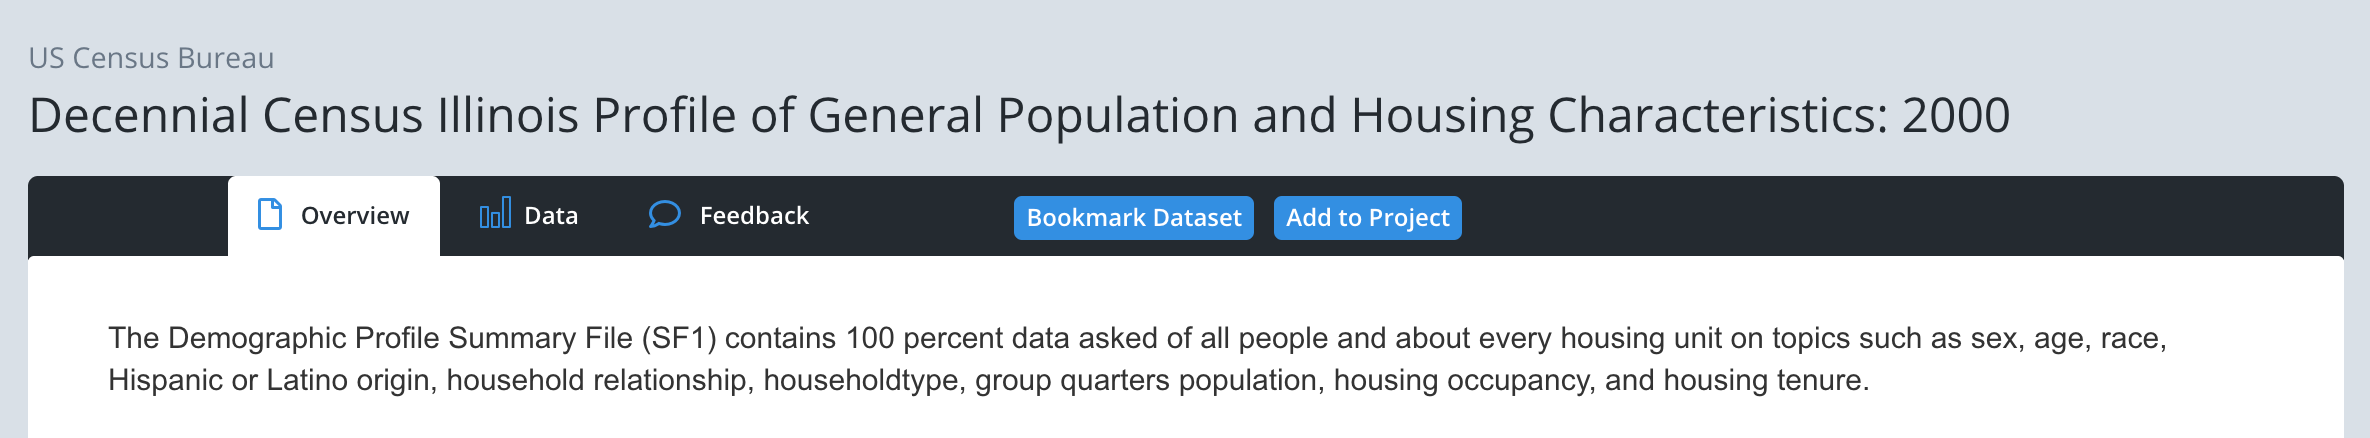 US Census Bureau
Decennial Census Illinois Profile of General Population and Housing Characteristics: 2000
Overview
Data
Feedback
Bookmark Dataset
Add to Project
The Demographic Profile Summary File (SF1) contains 100 percent data asked of all people and about every housing unit on topics such as sex, age, race,
Hispanic or Latino origin, household relationship, householdtype, group quarters population, housing occupancy, and housing tenure.